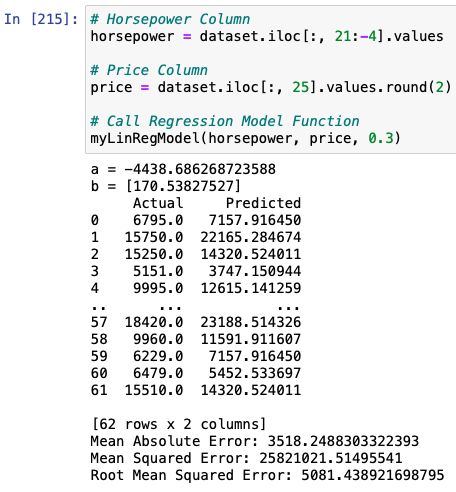 In [215]: # Horsepower Column
horsepower = dataset.iloc[:, 21:-4].values
# Price Column
price = dataset.iloc[:, 25].values.round(2)
# Call Regression Model Function
myLinRegModel(horsepower, price, 0.3)
a = -4438.686268723588
b = [170.53827527]
Actual Predicted
0 6795.0 7157.916450
1 15750.0 22165.284674
2 15250.0 14320.524011
3 5151.0 3747.150944
4 9995.0 12615.141259
.. ... ...
57 18420.0 23188.514326
58 9960.0 11591.911607
59 6229.0 7157.916450
60 6479.0 5452.533697
61 15510.0 14320.524011
[62 rows x 2 columns]
Mean Absolute Error: 3518.2488303322393
Mean Squared Error: 25821021.51495541
Root Mean Squared Error: 5081.438921698795